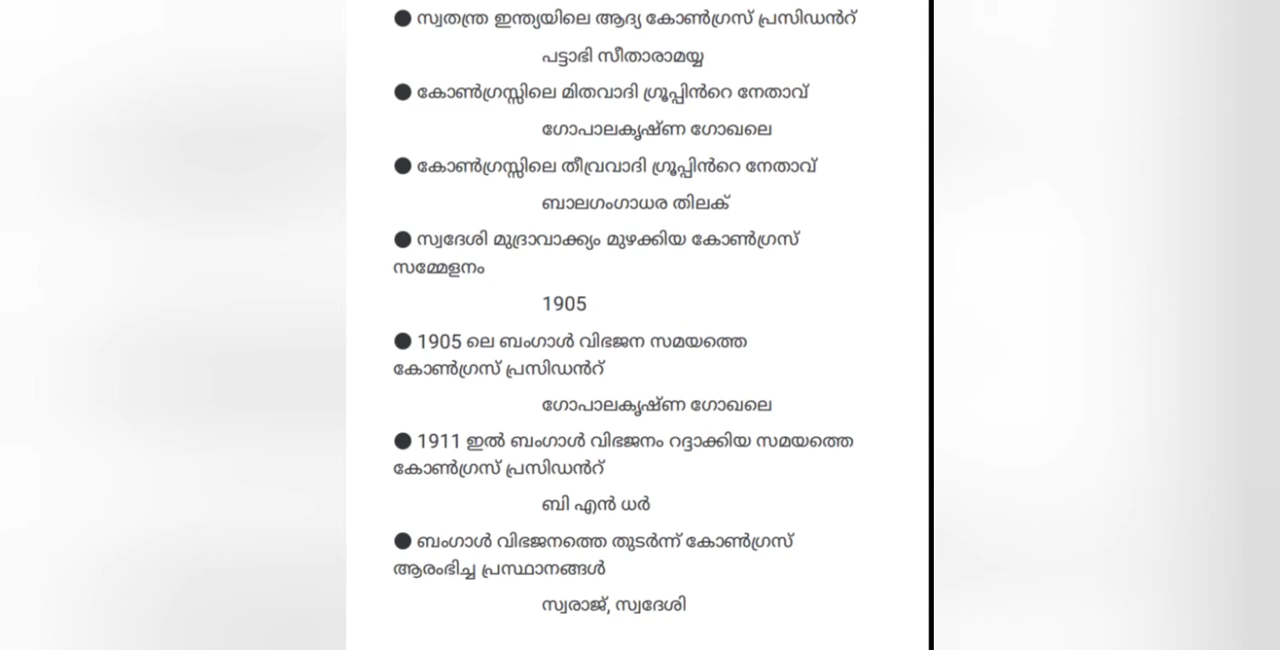 ● സ്വതന്ത്ര ഇന്ത്യയിലെ ആദ്യ കോൺഗ്രസ് പ്രസിഡൻറ്
പട്ടാഭി സീതാരാമയ്യ
● കോൺഗ്രസ്സിലെ മിതവാദി ഗ്രൂപ്പിൻറെ നേതാവ്
ഗോപാലകൃഷ്ണ ഗോഖലെ
● കോൺഗ്രസ്സിലെ തീവ്രവാദി ഗ്രൂപ്പിൻറെ നേതാവ്
ബാലഗംഗാധര തിലക്
● സ്വദേശി മുദ്രാവാക്യം മുഴക്കിയ കോൺഗ്രസ്
സമ്മേളനം
1905
● 1905 ലെ ബംഗാൾ വിഭജന സമയത്തെ
കോൺഗ്രസ് പ്രസിഡൻറ്
ഗോപാലകൃഷ്ണ ഗോഖലെ
● 1911 ഇൽ ബംഗാൾ വിഭജനം റദ്ദാക്കിയ സമയത്തെ
കോൺഗ്രസ് പ്രസിഡൻറ്
ബി എൻ ധർ
● ബംഗാൾ വിഭജനത്തെ തുടർന്ന് കോൺഗ്രസ്
ആരംഭിച്ച പ്രസ്ഥാനങ്ങൾ
സ്വരാജ്, സ്വദേശി